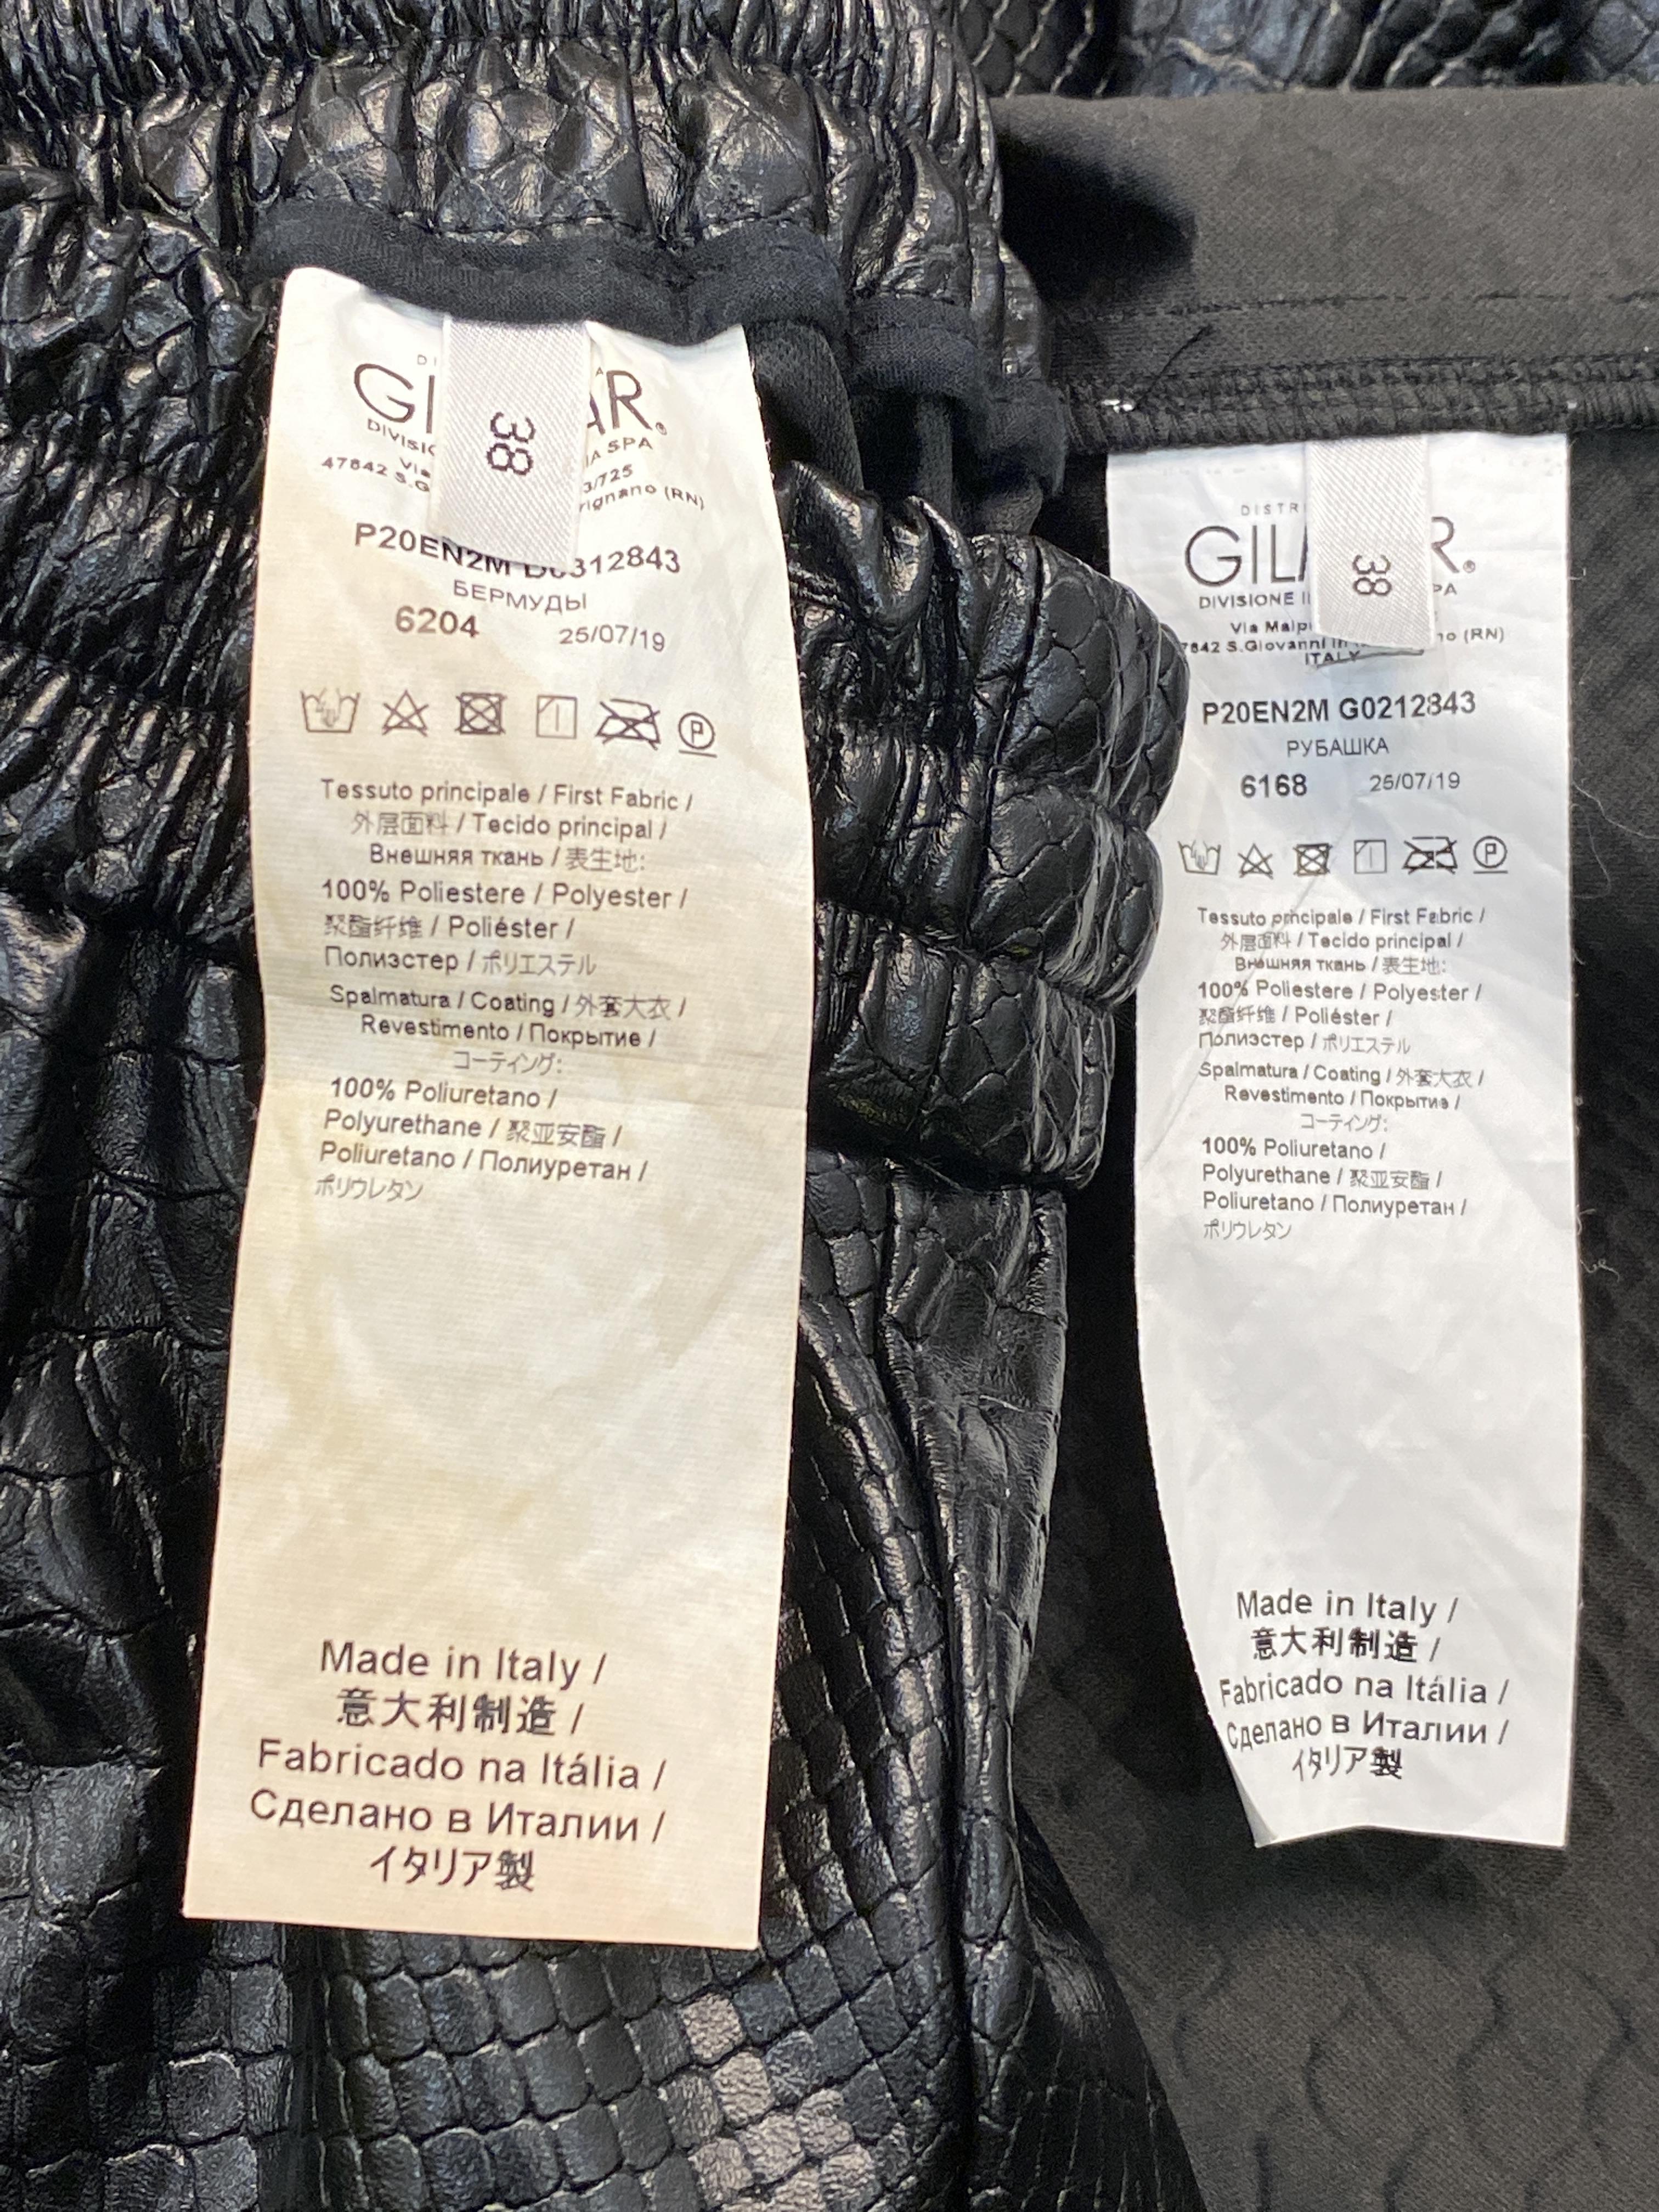 38
P20EN2M
БЕРМУДЫ
6204 25/07/19
P
Tessuto principale / First Fabric /
外层面料 / Tecido principal /
Внешняя ткань / 表生地:
100% Poliestere / Polyester /
聚酯纤维 / Poliéster /
Полиэстер / ポリエステル
Spalmatura / Coating / 外套大衣 /
Revestimento / Покрытие /
コーティング:
100% Poliuretano /
Polyurethane / 聚亚安酯 /
Poliuretano / Полиуретан /
ポリウレタン
Made in Italy /
意大利制造 /
Fabricado na Itália /
Сделано в Италии /
イタリア製
38
DIVISIONE
Via
S.Giovanni in (RN)
ITALY
P20EN2M G0212843
РУБАШКА
6168 25/07/19
P
Tessuto principale / First Fabric /
外层面料 / Tecido principal /
Внешняя ткань / 表生地:
100% Poliestere / Polyester /
聚酯纤维 / Poliéster /
Полиэстер / ポリエステル
Spalmatura / Coating / 外套大衣 /
Revestimento / Покрытие /
コーティング:
100% Poliuretano /
Polyurethane / 聚亚安酯 /
Poliuretano / Полиуретан /
ポリウレタン
Made in Italy /
意大利制造 /
Fabricado na Itália /
Сделано в Италии /
イタリア製